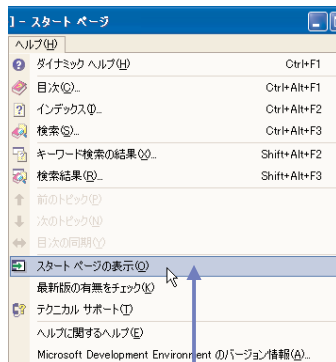 ] - スタート ページ
ヘルプ(H)
ダイナミック ヘルプ(H) Ctrl+F1
目次(C)... Ctrl+Alt+F1
インデックス(I)... Ctrl+Alt+F2
検索(S)... Ctrl+Alt+F3
キーワード検索の結果(X)... Shift+Alt+F2
検索結果(R)... Shift+Alt+F3
前のトピック(P)
次のトピック(N)
目次の同期(Y)
スタート ページの表示(O)
最新版の有無をチェック(K)
テクニカル サポート(T)
ヘルプに関するヘルプ(E)
Microsoft Development Environment のバージョン情報(A)...